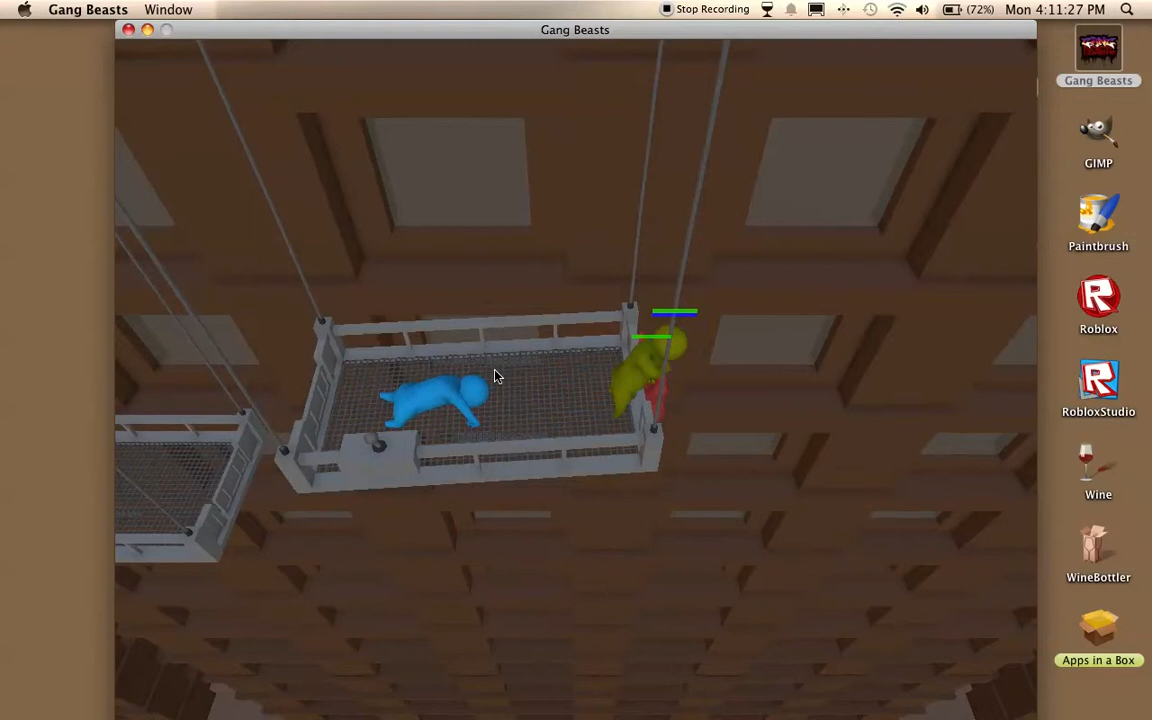 Gang Beasts Window Stop Recording (72%) Mon 4:11:27 PM
Gang Beasts
Gang Beasts
GIMP
Paintbrush
Roblox
RobloxStudio
Wine
WineBottler
Apps in a Box